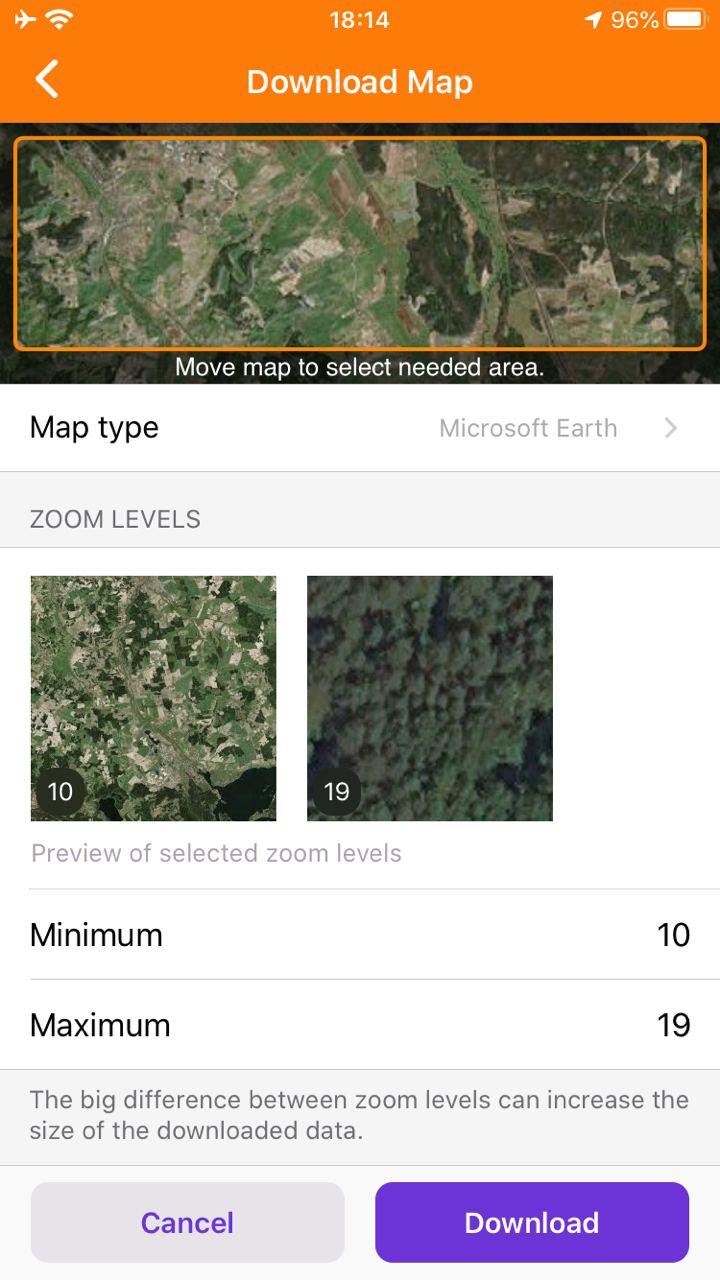 18:14
96%
Download Map
Move map to select needed area.
Map type
Microsoft Earth
ZOOM LEVELS
10
19
Preview of selected zoom levels
Minimum
10
Maximum
19
The big difference between zoom levels can increase the
size of the downloaded data.
Cancel
Download